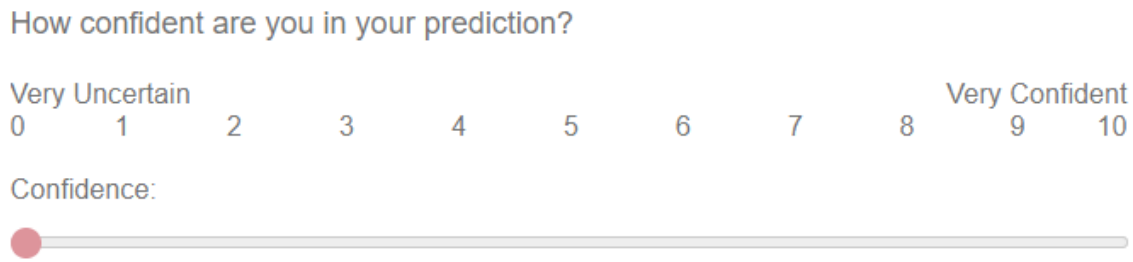 How confident are you in your prediction?
Very Uncertain Very Confident
0 1 2 3 4 5 6 7 8 9 10
Confidence: